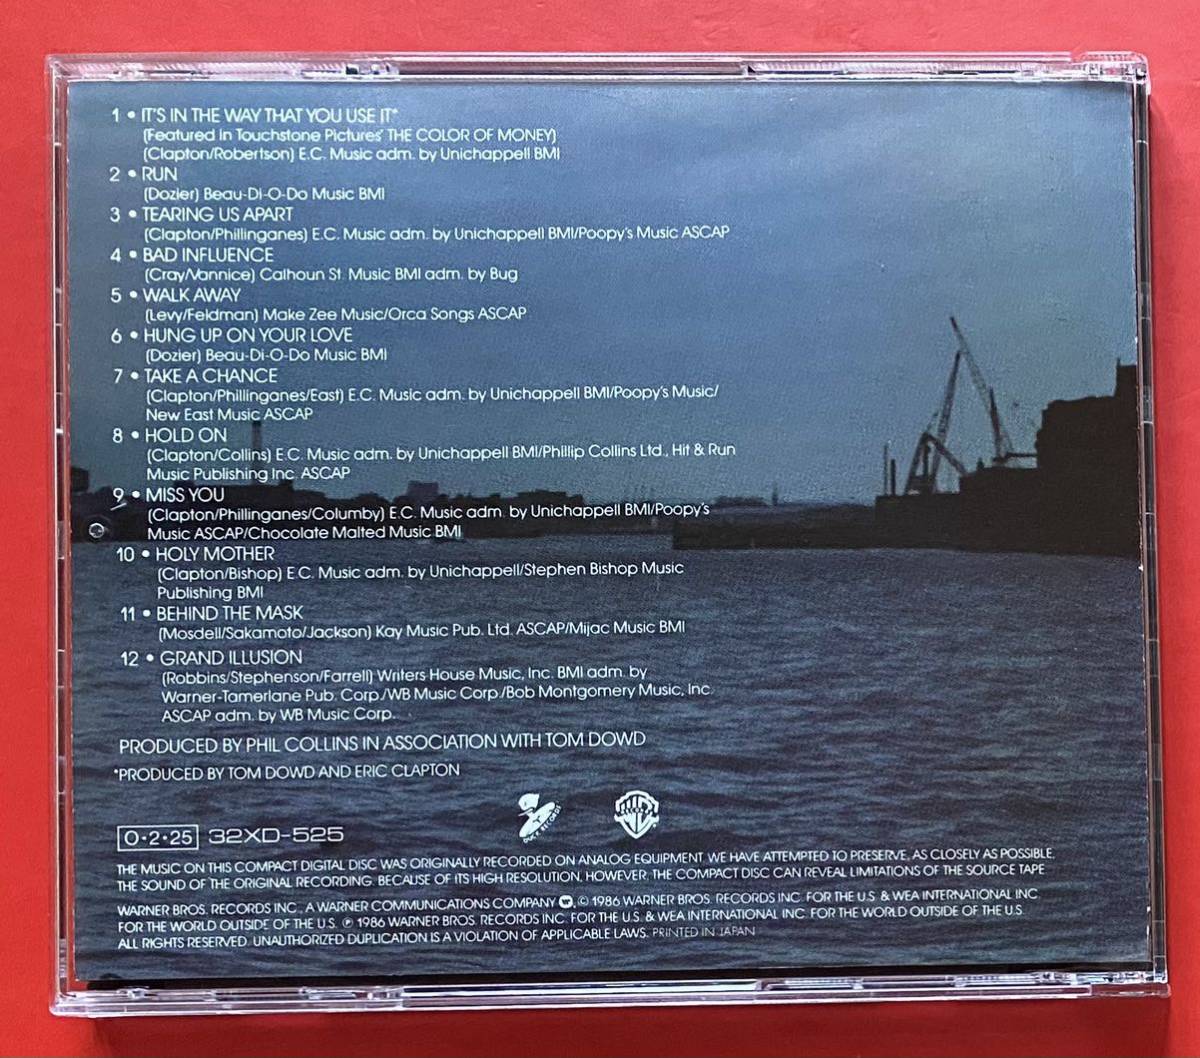 1 • IT'S IN THE WAY THAT YOU USE IT*
(Featured in Touchstone Pictures' THE COLOR OF MONEY)
(Clapton/Robertson) E.C. Music adm. by Unichappell BMI
2 • RUN
(Dozier) Beau-Di-O-Do Music BMI
3 • TEARING US APART
(Clapton/Phillinganes) E.C. Music adm. by Unichappell BMI/Poopy's Music ASCAP
4 • BAD INFLUENCE
(Cray/Vannice) Calhoun St. Music BMI adm. by Bug
5 • WALK AWAY
(Levy/Feldman) Make Zee Music/Orca Songs ASCAP
6 • HUNG UP ON YOUR LOVE
(Dozier) Beau-Di-O-Do Music BMI
7 • TAKE A CHANCE
(Clapton/Phillinganes/East) E.C. Music adm. by Unichappell BMI/Poopy's Music/
New East Music ASCAP
8 • HOLD ON
(Clapton/Collins) E.C. Music adm. by Unichappell BMI/Phillip Collins Ltd., Hit & Run
Music Publishing Inc. ASCAP
9 • MISS YOU
(Clapton/Phillinganes/Columby) E.C. Music adm. by Unichappell BMI/Poopy's
Music ASCAP/Chocolate Malted Music BMI
10 • HOLY MOTHER
(Clapton/Bishop) E.C. Music adm. by Unichappell/Stephen Bishop Music
Publishing BMI
11 • BEHIND THE MASK
(Mosdell/Sakamoto/Jackson) Kay Music Pub. Ltd. ASCAP/Mijac Music BMI
12 • GRAND ILLUSION
(Robbins/Stephenson/Farrell) Writers House Music, Inc. BMI adm. by
Warner-Tamerlane Pub. Corp./WB Music Corp./Bob Montgomery Music, Inc.
ASCAP adm. by WB Music Corp.
PRODUCED BY PHIL COLLINS IN ASSOCIATION WITH TOM DOWD
*PRODUCED BY TOM DOWD AND ERIC CLAPTON
DUCK RECORDS
RECORDS
O•2•25 32XD-525
THE MUSIC ON THIS COMPACT DIGITAL DISC WAS ORIGINALLY RECORDED ON ANALOG EQUIPMENT. WE HAVE ATTEMPTED TO PRESERVE, AS CLOSELY AS POSSIBLE,
THE SOUND OF THE ORIGINAL RECORDING. BECAUSE OF ITS HIGH RESOLUTION, HOWEVER, THE COMPACT DISC CAN REVEAL LIMITATIONS OF THE SOURCE TAPE.
WARNER BROS. RECORDS INC., A WARNER COMMUNICATIONS COMPANY, © 1986 WARNER BROS. RECORDS INC. FOR THE U.S. & WEA INTERNATIONAL INC.
FOR THE WORLD OUTSIDE OF THE U.S. ℗ 1986 WARNER BROS. RECORDS INC. FOR THE U.S. & WEA INTERNATIONAL INC. FOR THE WORLD OUTSIDE OF THE U.S.
ALL RIGHTS RESERVED. UNAUTHORIZED DUPLICATION IS A VIOLATION OF APPLICABLE LAWS. PRINTED IN JAPAN